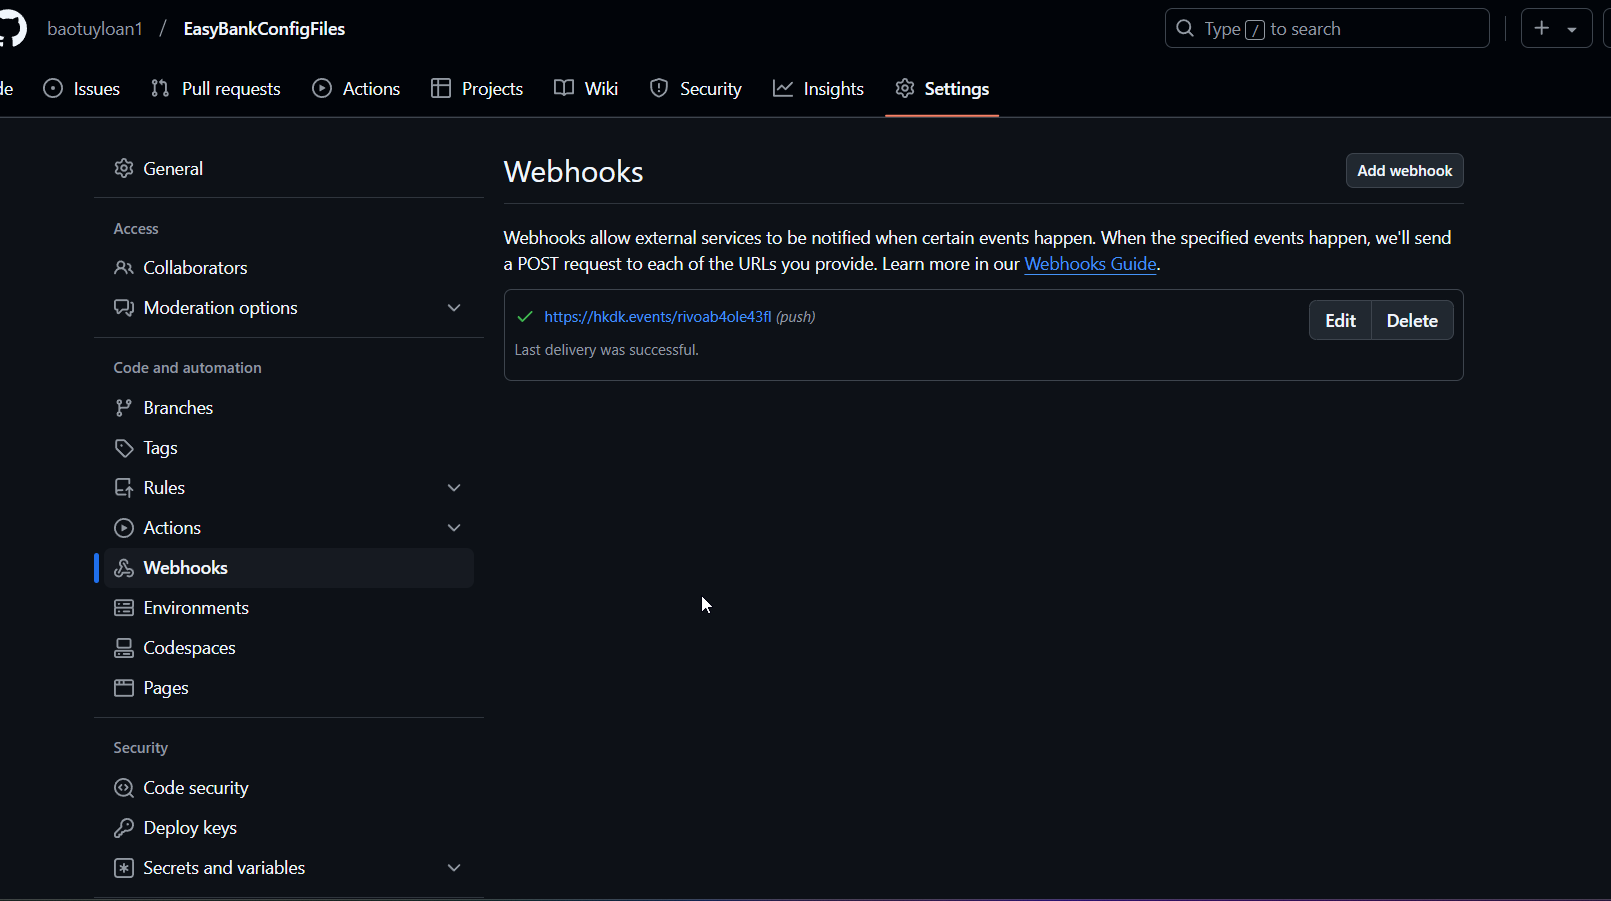 baotuyloan1 / EasyBankConfigFiles
Type / to search
de
Issues
Pull requests
Actions
Projects
Wiki
Security
Insights
Settings
General
Access
Collaborators
Moderation options
Code and automation
Branches
Tags
Rules
Actions
Webhooks
Environments
Codespaces
Pages
Security
Code security
Deploy keys
Secrets and variables
Webhooks
Add webhook
Webhooks allow external services to be notified when certain events happen. When the specified events happen, we'll send
a POST request to each of the URLs you provide. Learn more in our Webhooks Guide.
https://hkdk.events/rivoab4ole43fl (push)
Edit
Delete
Last delivery was successful.